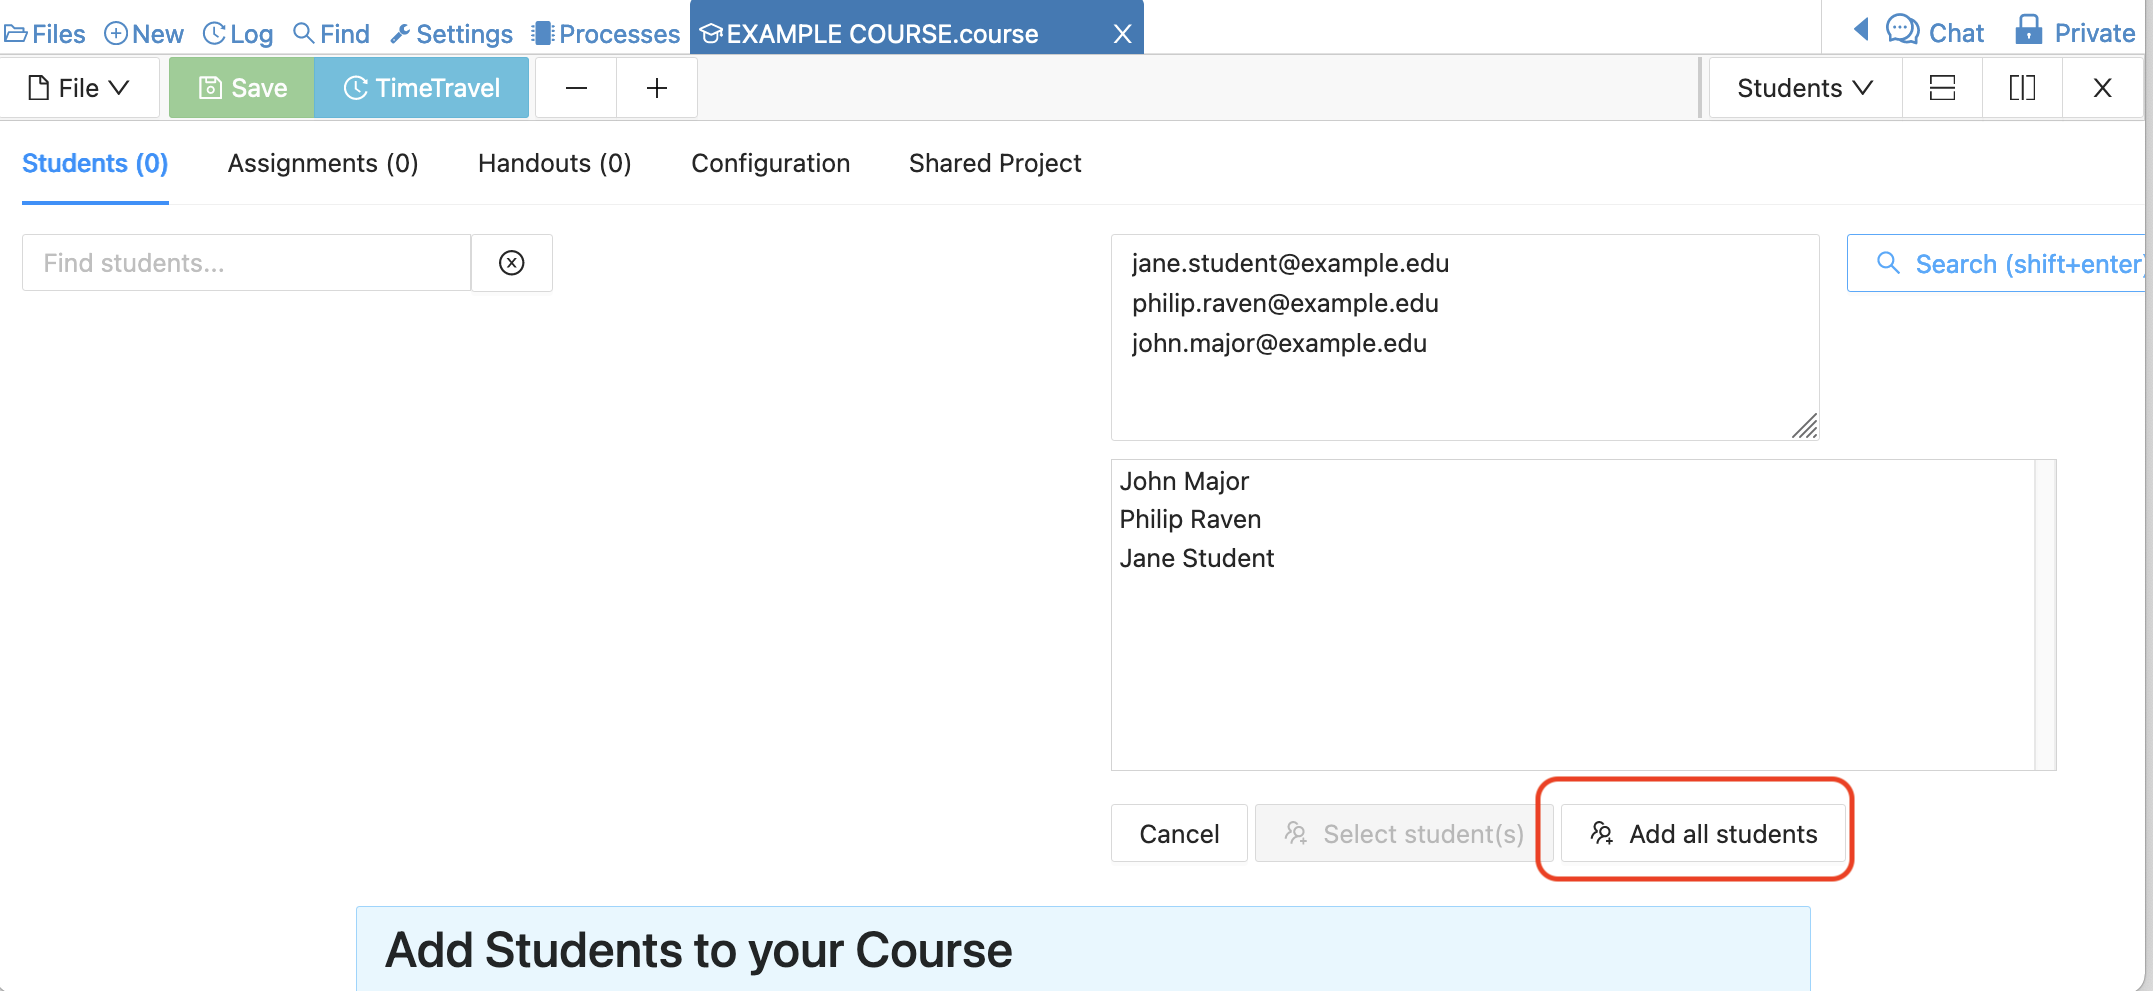 Files New Log Find Settings Processes EXAMPLE COURSE.course X Chat Private
File Save TimeTravel Students X
Students (0) Assignments (0) Handouts (0) Configuration Shared Project
Find students...
jane.student@example.edu
philip.raven@example.edu
john.major@example.edu
Search (shift+enter)
John Major
Philip Raven
Jane Student
Cancel Select student(s) Add all students
Add Students to your Course